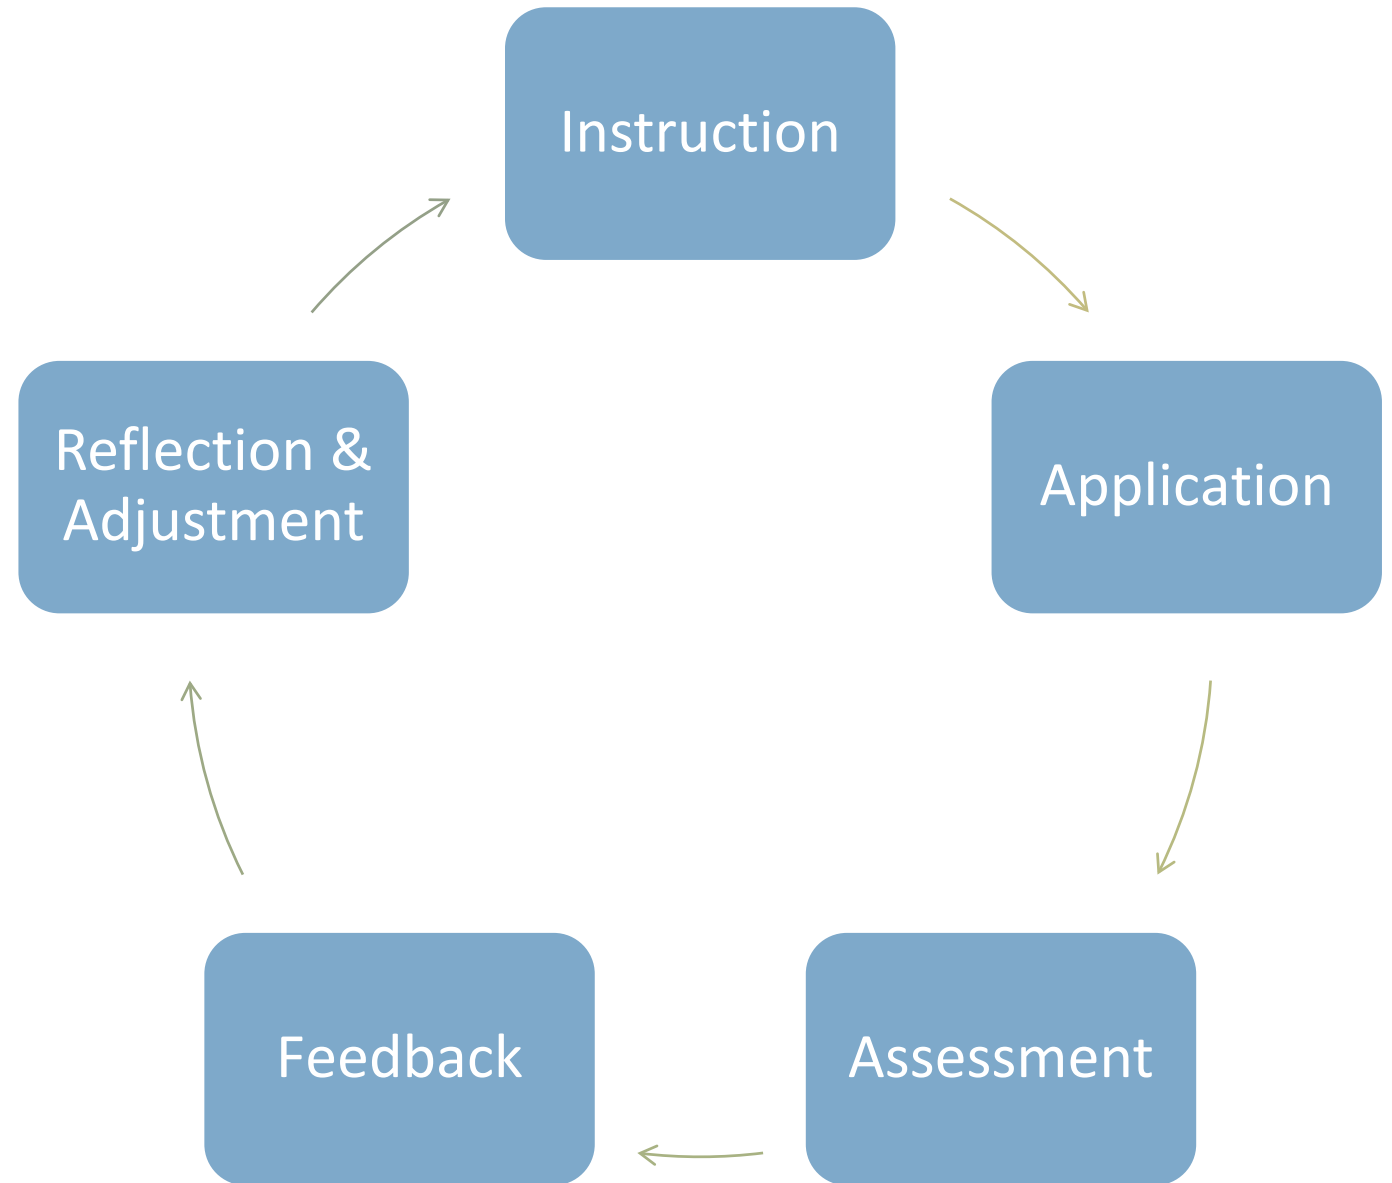 Instruction
Application
Assessment
Feedback
Reflection &
Adjustment